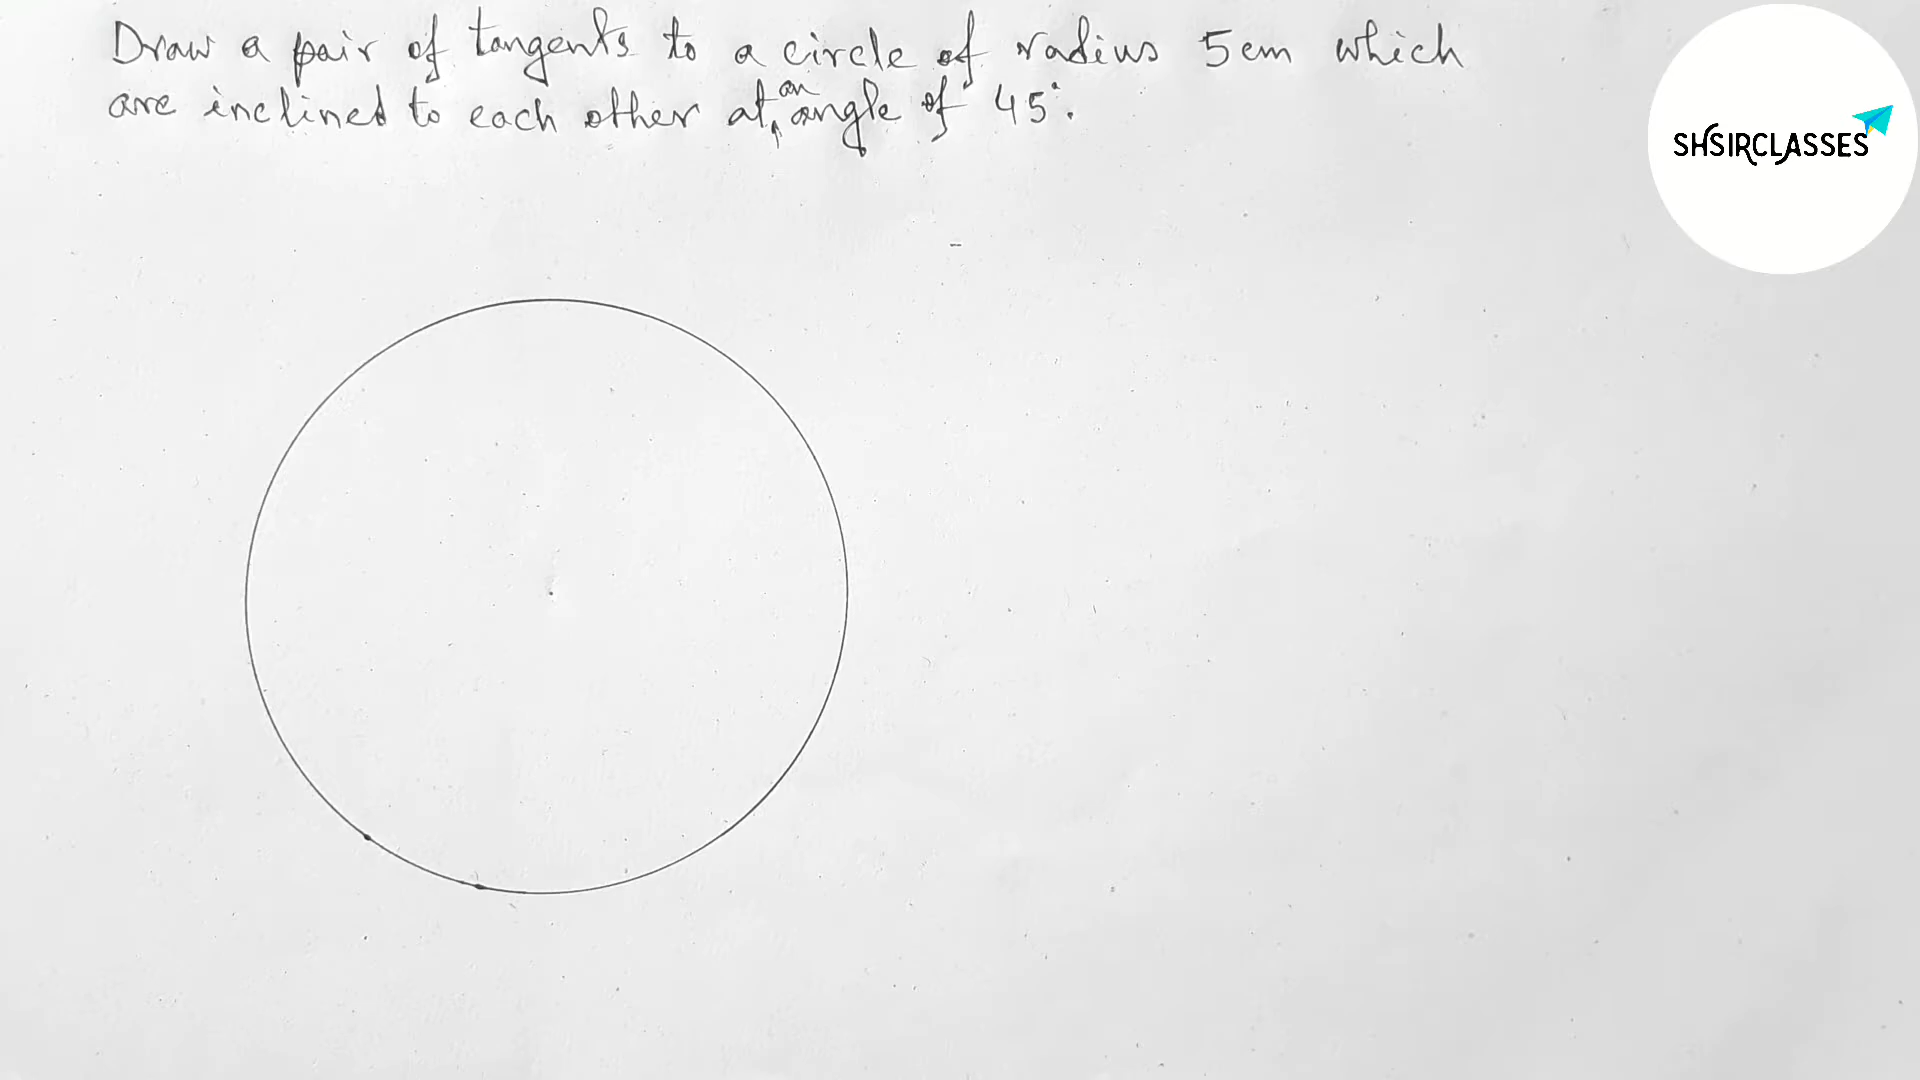 Draw a pair of tangents to a circle of radius 5 cm which
are inclined to each other at an angle of 45°.
SHSIRCLASSES